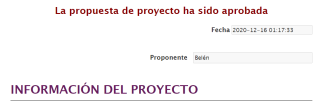 La propuesta de proyecto ha sido aprobada
Fecha 2020-12-16 01:17:33
Proponente Belén
INFORMACIÓN DEL PROYECTO